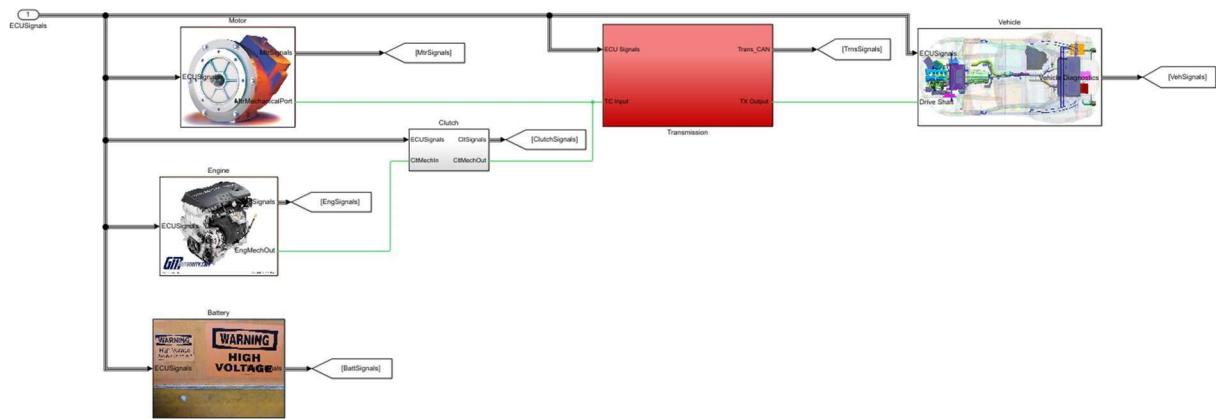 1
ECUSignals
Motor
MtrSignals
ECUSignals
MtrMechanicalPort
[MtrSignals]
ECU Signals
Trans_CAN
TC Input
TX Output
Transmission
[TrnsSignals]
Vehicle
ECUSignals
Vehicle Diagnostics
Drive Shaft
[VehSignals]
Clutch
ECUSignals
CltSignals
CltMechIn
CltMechOut
[ClutchSignals]
Engine
Signals
ECUSignals
EngMechOut
[EngSignals]
Battery
WARNING
WARNING
HIGH
VOLTAGE
ECUSignals
[BattSignals]